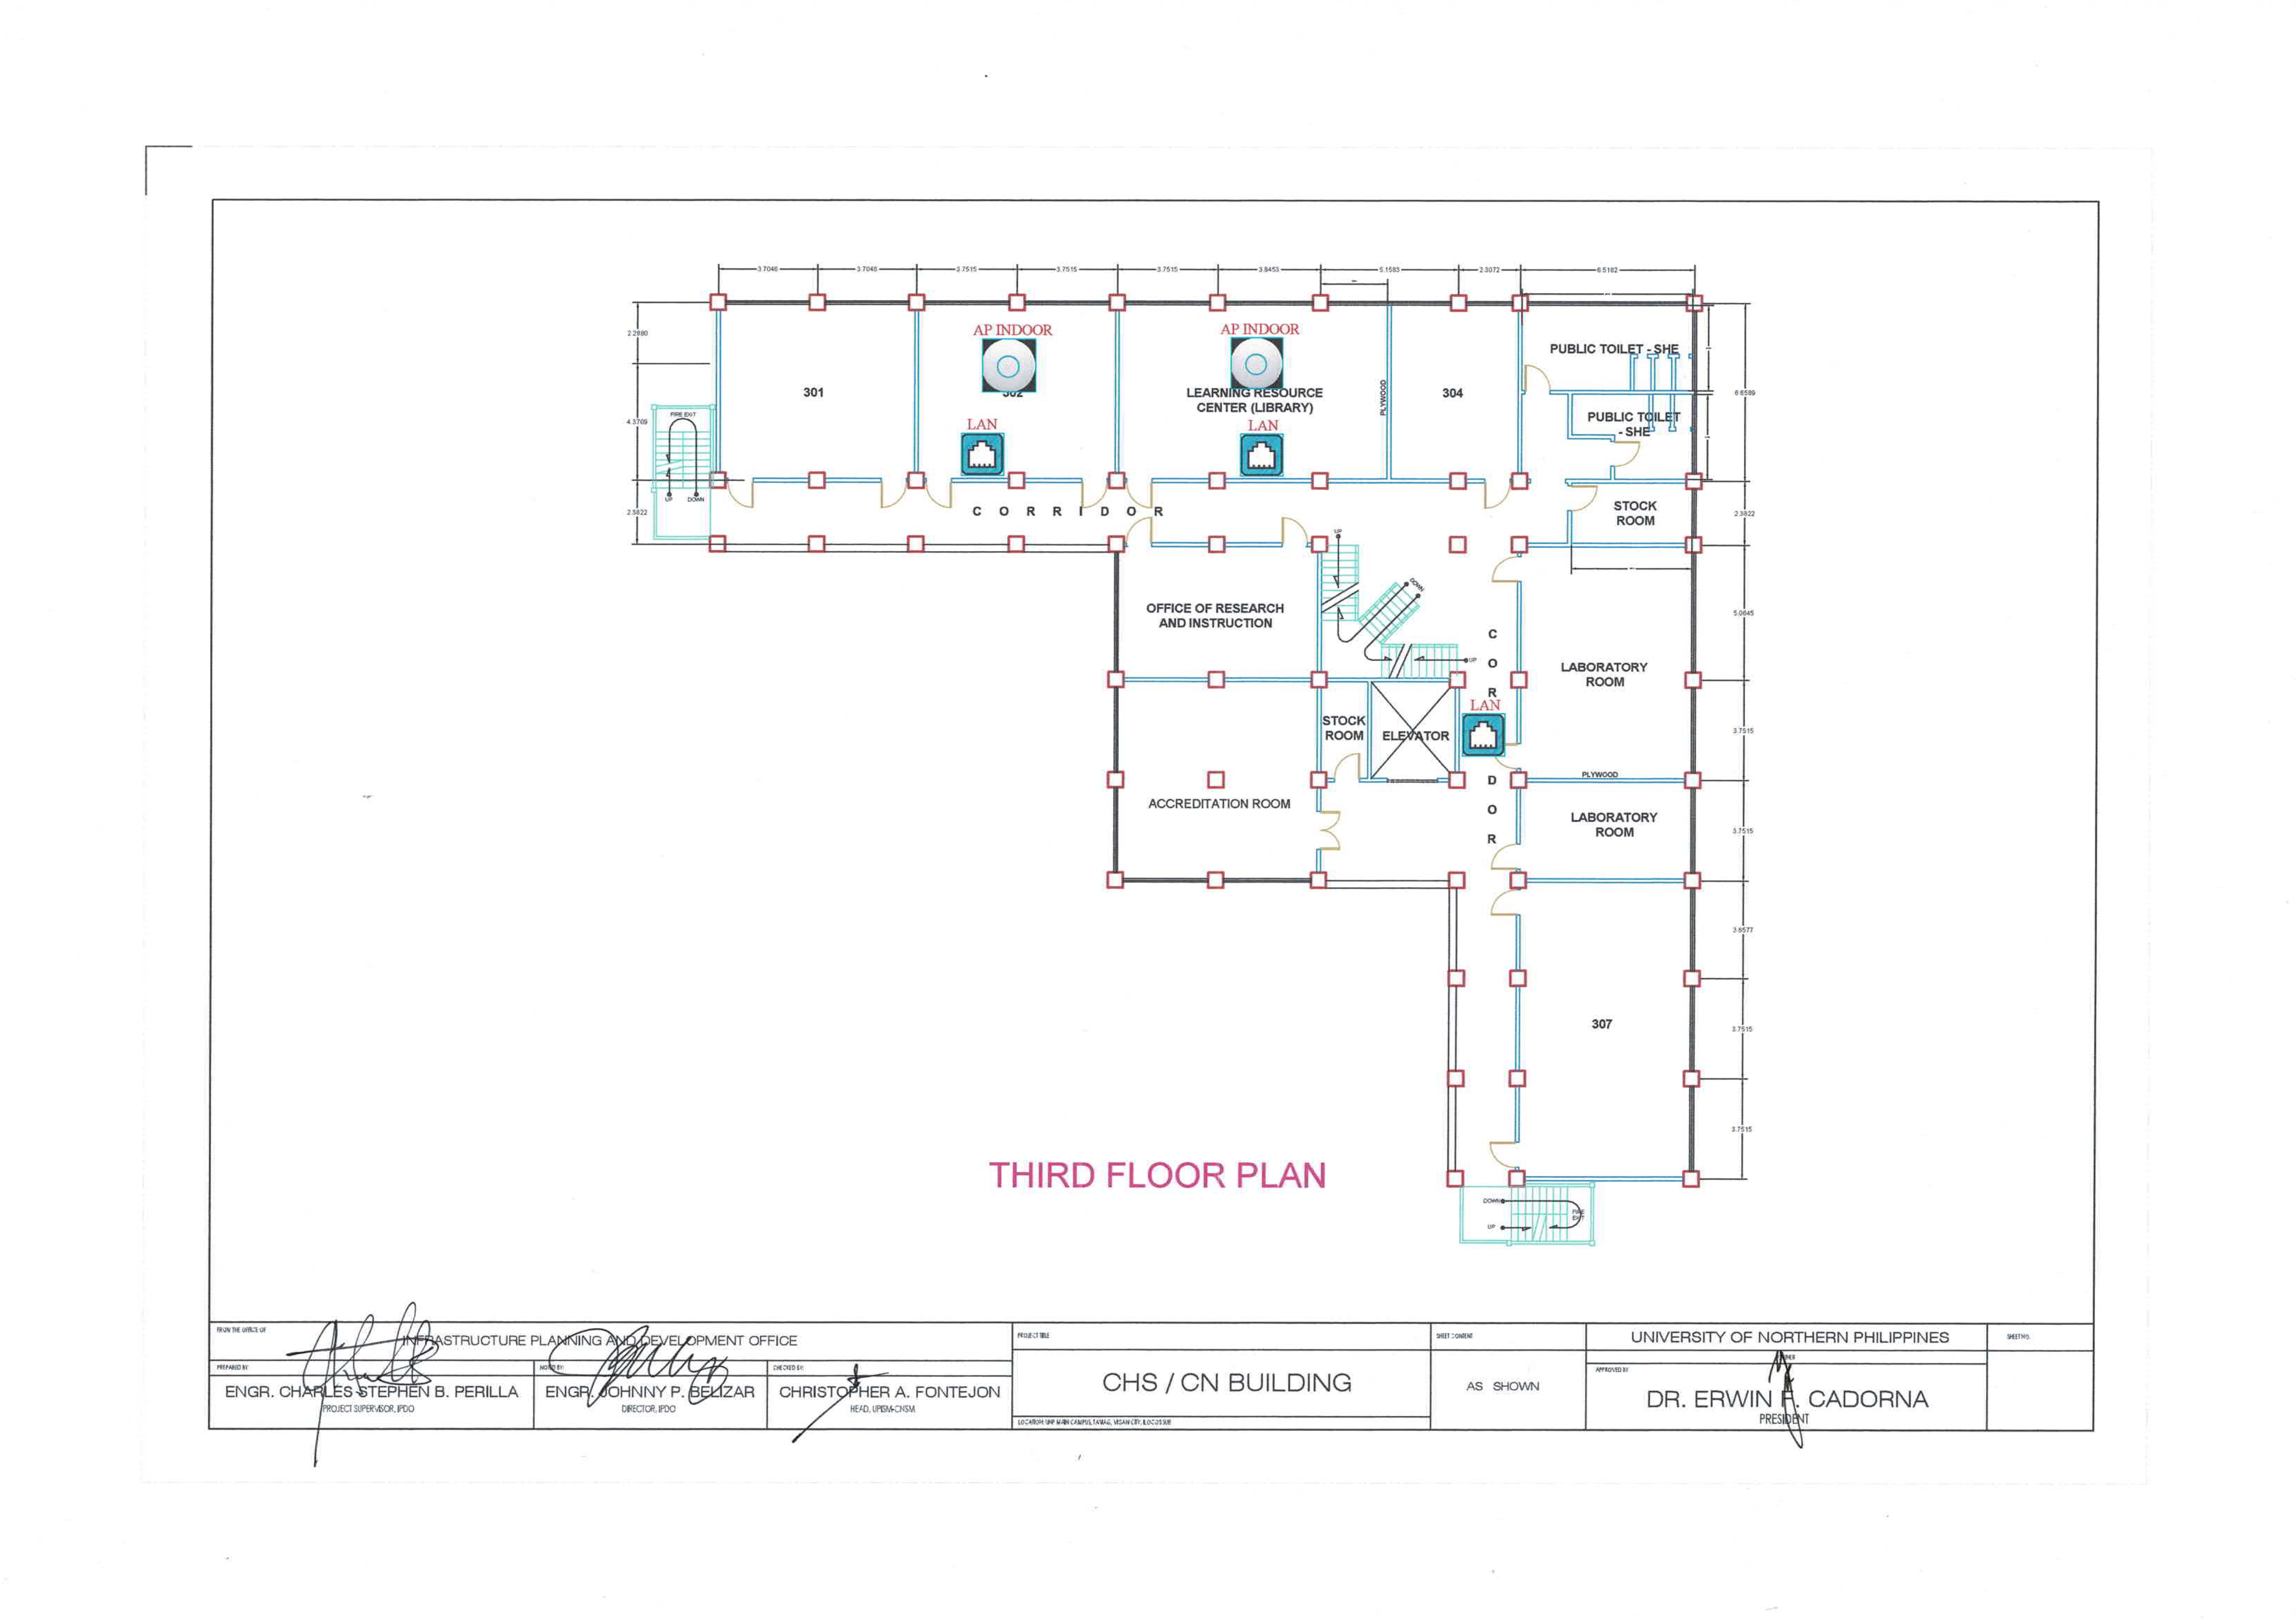 3.7046
3.7046
3.7515
3.7515
3.7515
3.8453
5.1583
2.3072
6.5182
2.2880
4.3709
2.3822
FIRE EXIT
UP
DOWN
301
AP INDOOR
302
LAN
AP INDOOR
LEARNING RESOURCE
CENTER (LIBRARY)
LAN
PLYWOOD
304
PUBLIC TOILET - SHE
PUBLIC TOILET
- SHE
STOCK
ROOM
6.6589
2.3822
5.0645
3.7515
3.7515
3.6577
3.7515
3.7515
C O R R I D O R
OFFICE OF RESEARCH
AND INSTRUCTION
UP
DOWN
UP
C
O
R
LAN
D
O
R
LABORATORY
ROOM
STOCK
ROOM
ELEVATOR
PLYWOOD
ACCREDITATION ROOM
LABORATORY
ROOM
307
THIRD FLOOR PLAN
DOWN
UP
FIRE
EXIT
FROM THE OFFICE OF
INFRASTRUCTURE PLANNING AND DEVELOPMENT OFFICE
PREPARED BY:
ENGR. CHARLES STEPHEN B. PERILLA
PROJECT SUPERVISOR, IPDO
NOTED BY:
ENGR. JOHNNY P. BELIZAR
DIRECTOR, IPDO
CHECKED BY:
CHRISTOPHER A. FONTEJON
HEAD, UPISM-CNSM
PROJECT TITLE
CHS / CN BUILDING
LOCATION: UNP MAIN CAMPUS, TAMAG, VIGAN CITY, ILOCOS SUR
SHEET CONTENT
AS SHOWN
UNIVERSITY OF NORTHERN PHILIPPINES
OWNER
APPROVED BY
DR. ERWIN F. CADORNA
PRESIDENT
SHEET NO.